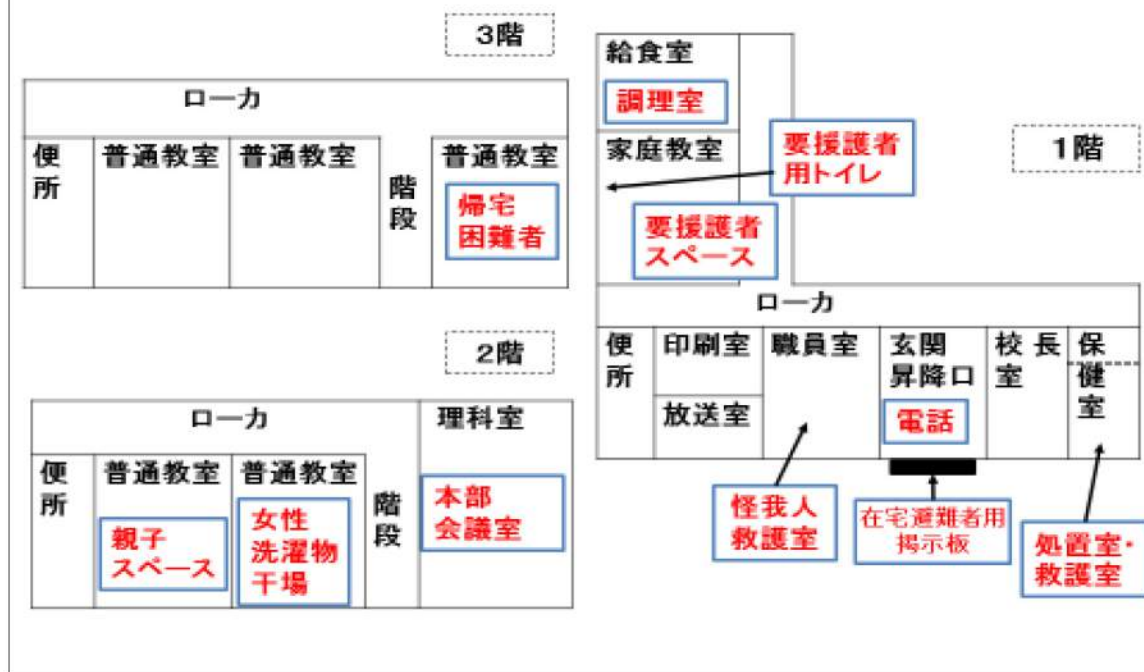 3階
ローカ
便所
普通教室
普通教室
階段
普通教室
帰宅
困難者
2階
ローカ
理科室
便所
普通教室
普通教室
階段
親子
スペース
女性
洗濯物
干場
本部
会議室
1階
給食室
調理室
家庭教室
要援護者
用トイレ
要援護者
スペース
ローカ
便所
印刷室
放送室
職員室
玄関
昇降口
電話
校長
室
保健室
怪我人
救護室
在宅避難者用
掲示板
処置室・
救護室